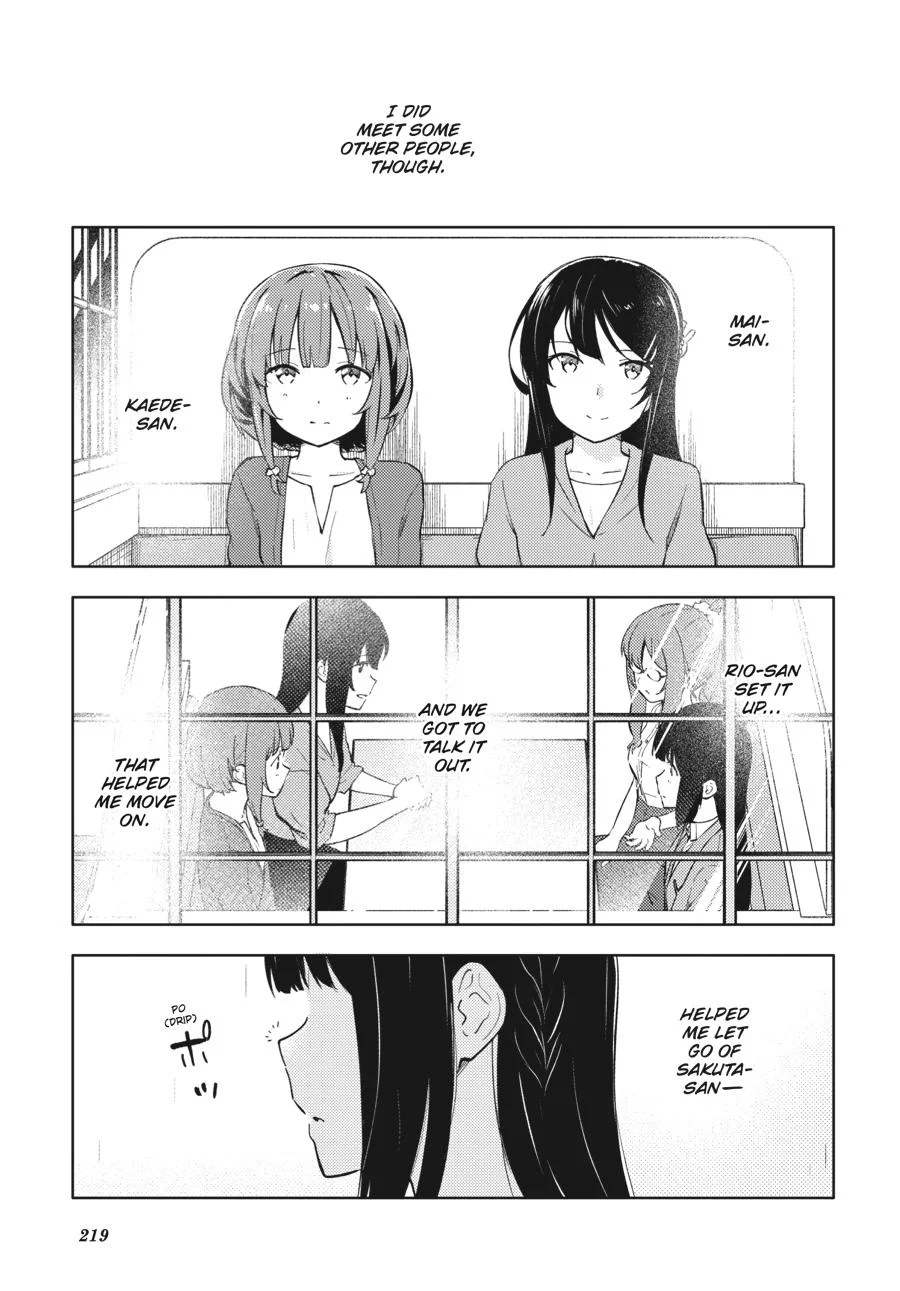 I DID
MEET SOME
OTHER PEOPLE,
THOUGH.
MAI-
SAN.
KAEDE-
SAN.
RIO-SAN
SET IT
UP...
AND WE
GOT TO
TALK IT
OUT.
THAT
HELPED
ME MOVE
ON.
HELPED
ME LET
GO OF
SAKUTA-
SAN—
PO
(DRIP)
ポッ
219